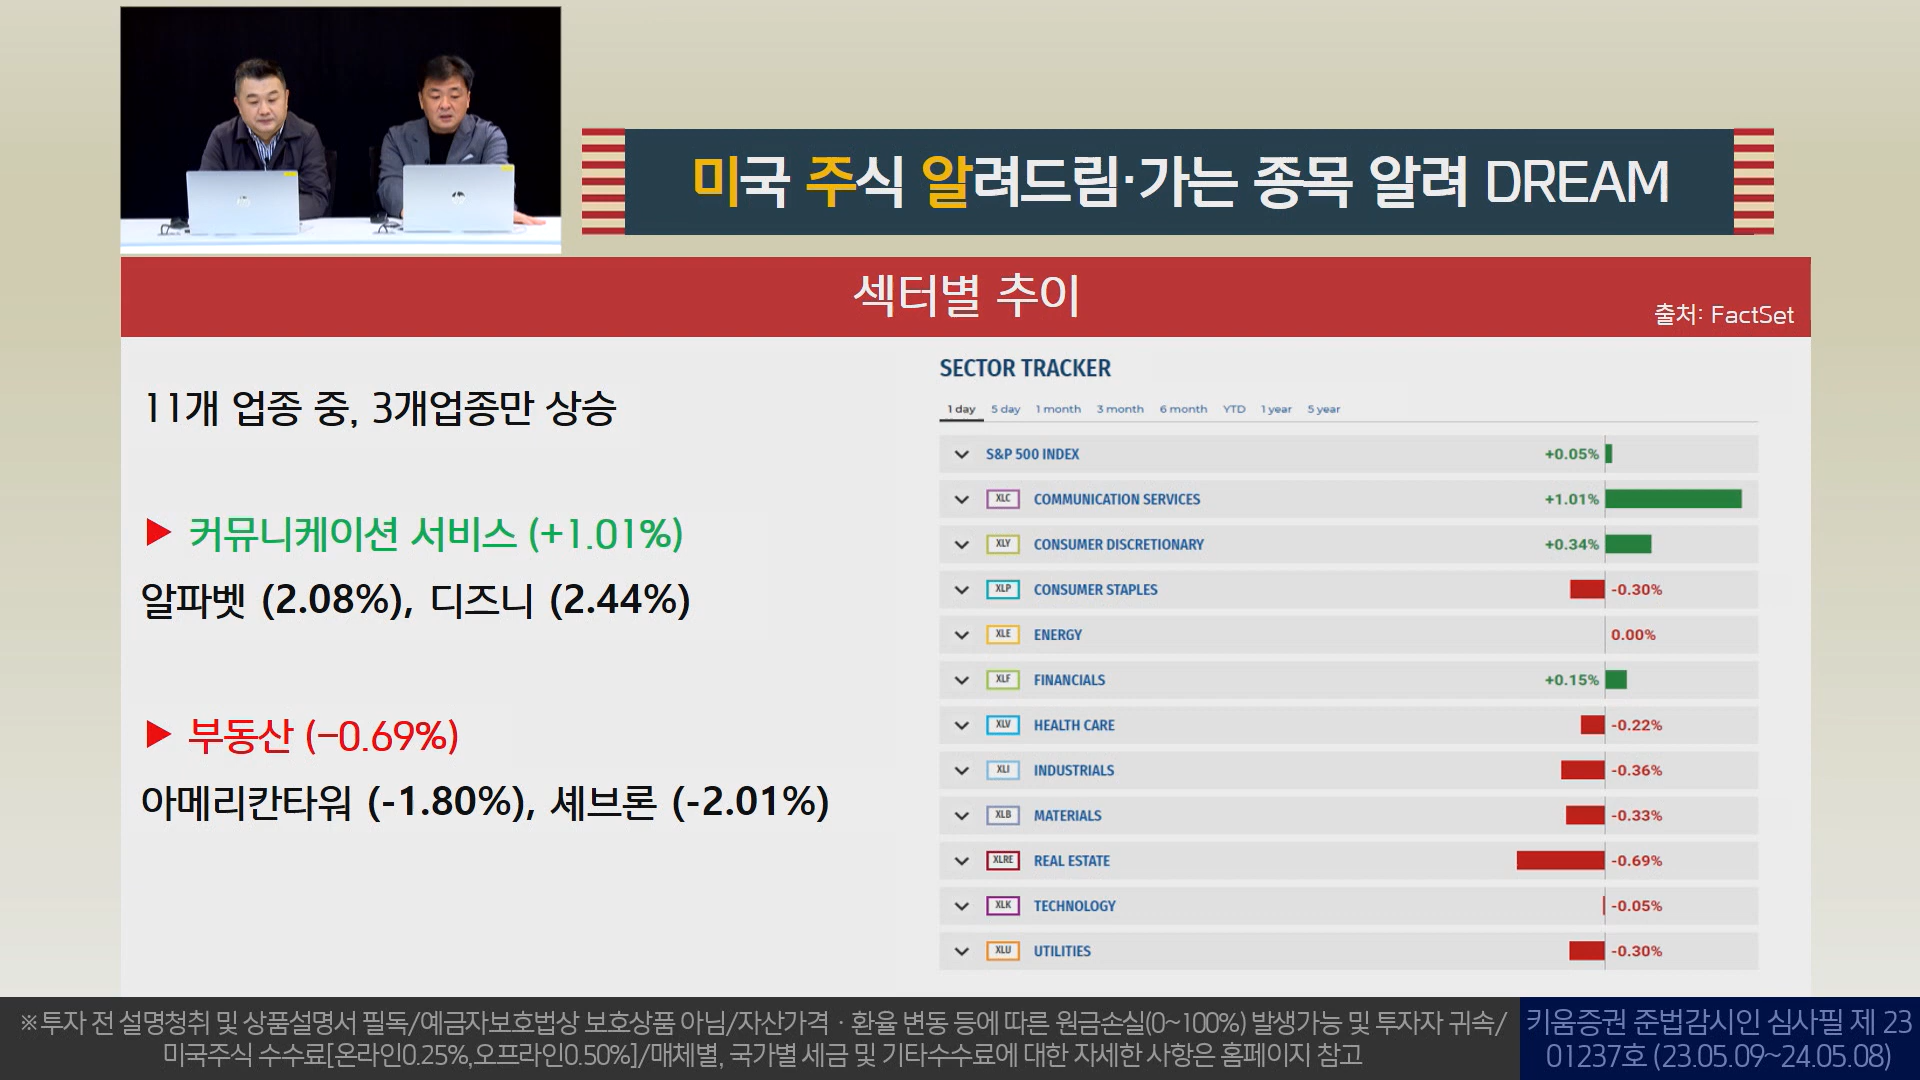 미국 주식 알려드림·가는 종목 알려 DREAM
섹터별 추이
출처: FactSet
11개 업종 중, 3개업종만 상승
▶ 커뮤니케이션 서비스 (+1.01%)
알파벳 (2.08%), 디즈니 (2.44%)
▶ 부동산 (-0.69%)
아메리칸타워 (-1.80%), 셰브론 (-2.01%)
SECTOR TRACKER
1 day 5 day 1 month 3 month 6 month YTD 1 year 5 year
S&P 500 INDEX +0.05%
XLC COMMUNICATION SERVICES +1.01%
XLY CONSUMER DISCRETIONARY +0.34%
XLP CONSUMER STAPLES -0.30%
XLE ENERGY 0.00%
XLF FINANCIALS +0.15%
XLV HEALTH CARE -0.22%
XLI INDUSTRIALS -0.36%
XLB MATERIALS -0.33%
XLRE REAL ESTATE -0.69%
XLK TECHNOLOGY -0.05%
XLU UTILITIES -0.30%
※투자 전 설명청취 및 상품설명서 필독/예금자보호법상 보호상품 아님/자산가격·환율 변동 등에 따른 원금손실(0~100%) 발생가능 및 투자자 귀속/
미국주식 수수료[온라인0.25%,오프라인0.50%]/매체별, 국가별 세금 및 기타수수료에 대한 자세한 사항은 홈페이지 참고
키움증권 준법감시인 심사필 제 23
01237호 (23.05.09~24.05.08)